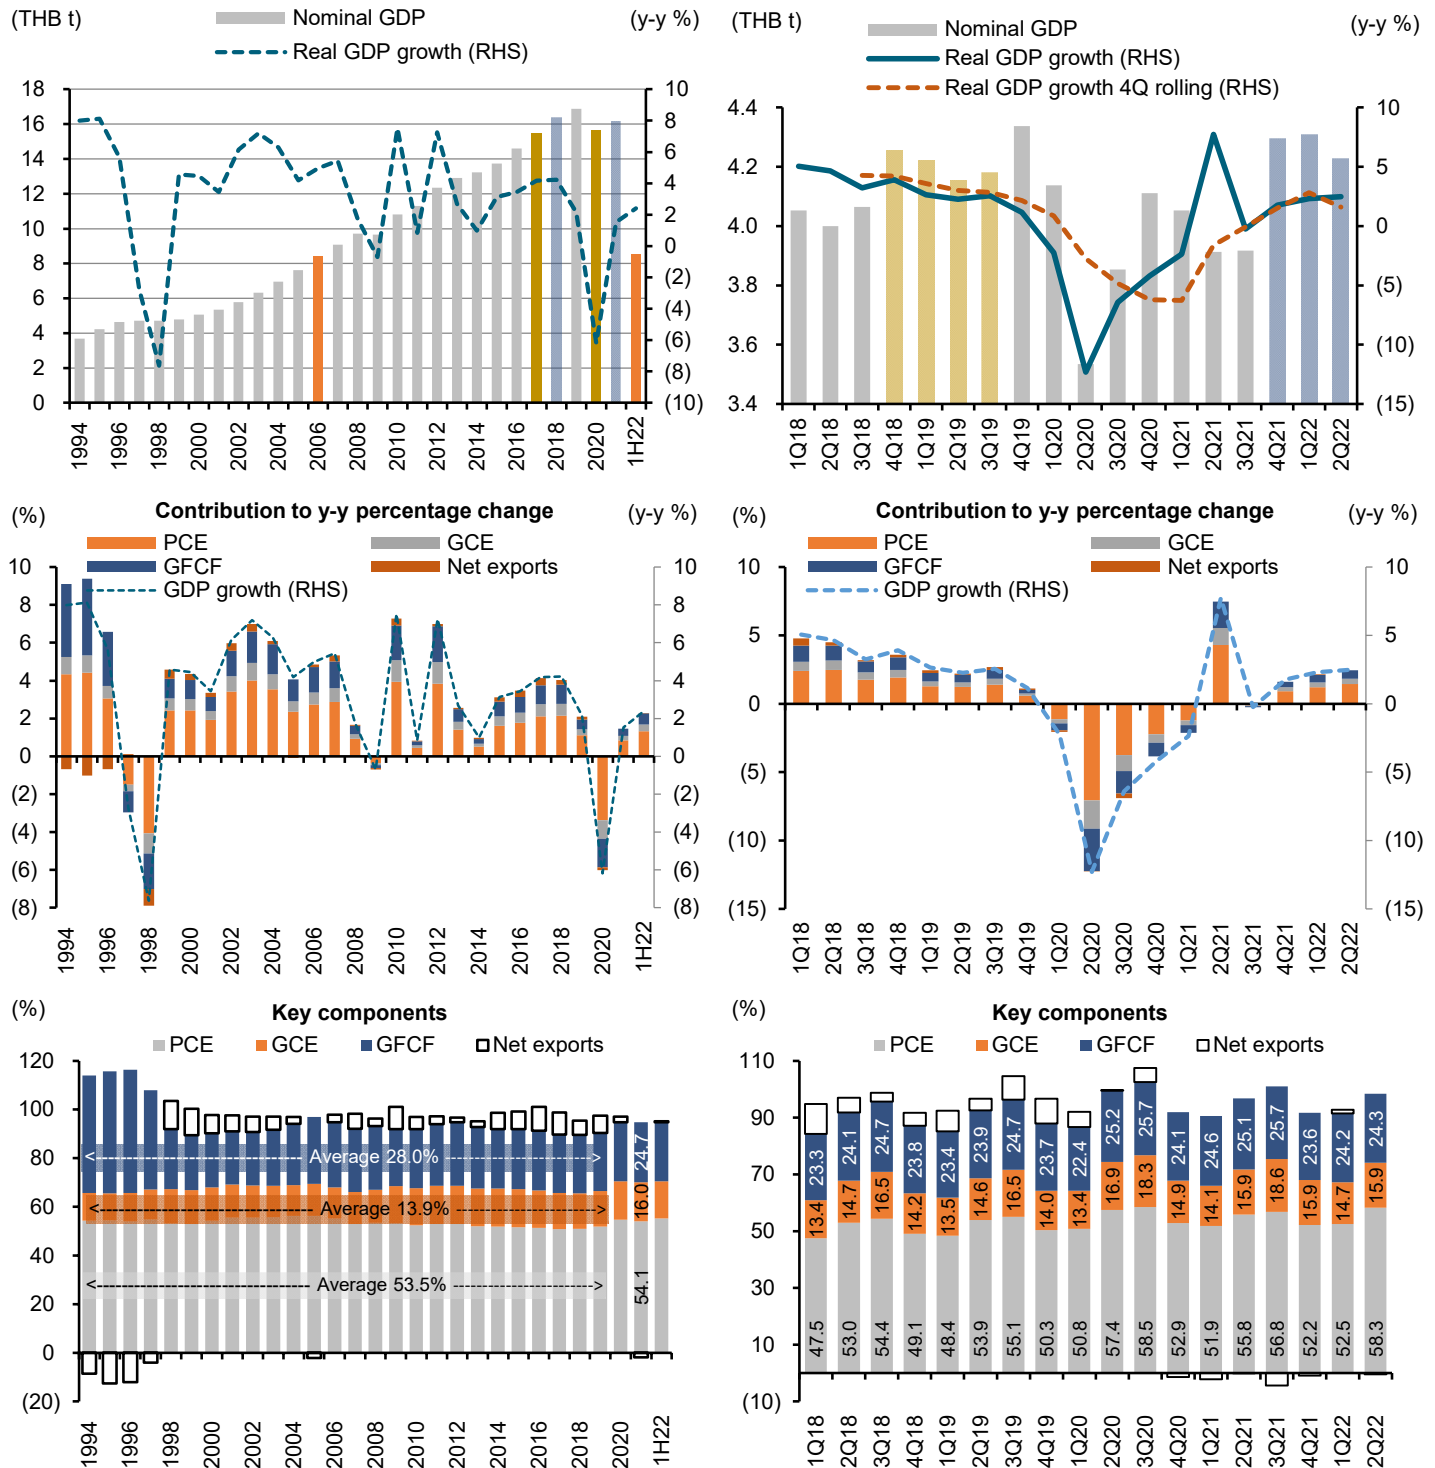 (THB t)
Nominal GDP
Real GDP growth (RHS)
(y-y %)
18
16
14
12
10
8
6
4
2
0
10
8
6
4
2
0
(2)
(4)
(6)
(8)
(10)
1994
1996
1998
2000
2002
2004
2006
2008
2010
2012
2014
2016
2018
2020
1H22
(THB t)
Nominal GDP
Real GDP growth (RHS)
Real GDP growth 4Q rolling (RHS)
(y-y %)
4.4
4.2
4.0
3.8
3.6
3.4
10
5
0
(5)
(10)
(15)
1Q18
2Q18
3Q18
4Q18
1Q19
2Q19
3Q19
4Q19
1Q20
2Q20
3Q20
4Q20
1Q21
2Q21
3Q21
4Q21
1Q22
2Q22
(%)
Contribution to y-y percentage change
(y-y %)
PCE
GCE
GFCF
Net exports
GDP growth (RHS)
10
8
6
4
2
0
(2)
(4)
(6)
(8)
10
8
6
4
2
0
(2)
(4)
(6)
(8)
1994
1996
1998
2000
2002
2004
2006
2008
2010
2012
2014
2016
2018
2020
1H22
(%)
Contribution to y-y percentage change
(y-y %)
PCE
GCE
GFCF
Net exports
GDP growth (RHS)
10
5
0
(5)
(10)
(15)
10
5
0
(5)
(10)
(15)
1Q18
2Q18
3Q18
4Q18
1Q19
2Q19
3Q19
4Q19
1Q20
2Q20
3Q20
4Q20
1Q21
2Q21
3Q21
4Q21
1Q22
2Q22
(%)
Key components
PCE
GCE
GFCF
Net exports
120
100
80
60
40
20
0
(20)
Average 28.0%
Average 13.9%
Average 53.5%
24.7
16.0
54.1
1994
1996
1998
2000
2002
2004
2006
2008
2010
2012
2014
2016
2018
2020
1H22
(%)
Key components
PCE
GCE
GFCF
Net exports
110
90
70
50
30
10
(10)
23.3
24.1
24.7
23.8
23.4
23.9
24.7
23.7
22.4
25.2
25.7
24.1
24.6
25.1
25.7
23.6
24.2
24.3
13.4
14.7
16.5
14.2
13.5
14.6
16.5
14.0
13.4
16.9
18.3
14.9
14.1
15.9
18.6
15.9
14.7
15.9
47.5
53.0
54.4
49.1
48.4
53.9
55.1
50.3
50.8
57.4
58.5
52.9
51.9
55.8
56.8
52.2
52.5
58.3
1Q18
2Q18
3Q18
4Q18
1Q19
2Q19
3Q19
4Q19
1Q20
2Q20
3Q20
4Q20
1Q21
2Q21
3Q21
4Q21
1Q22
2Q22